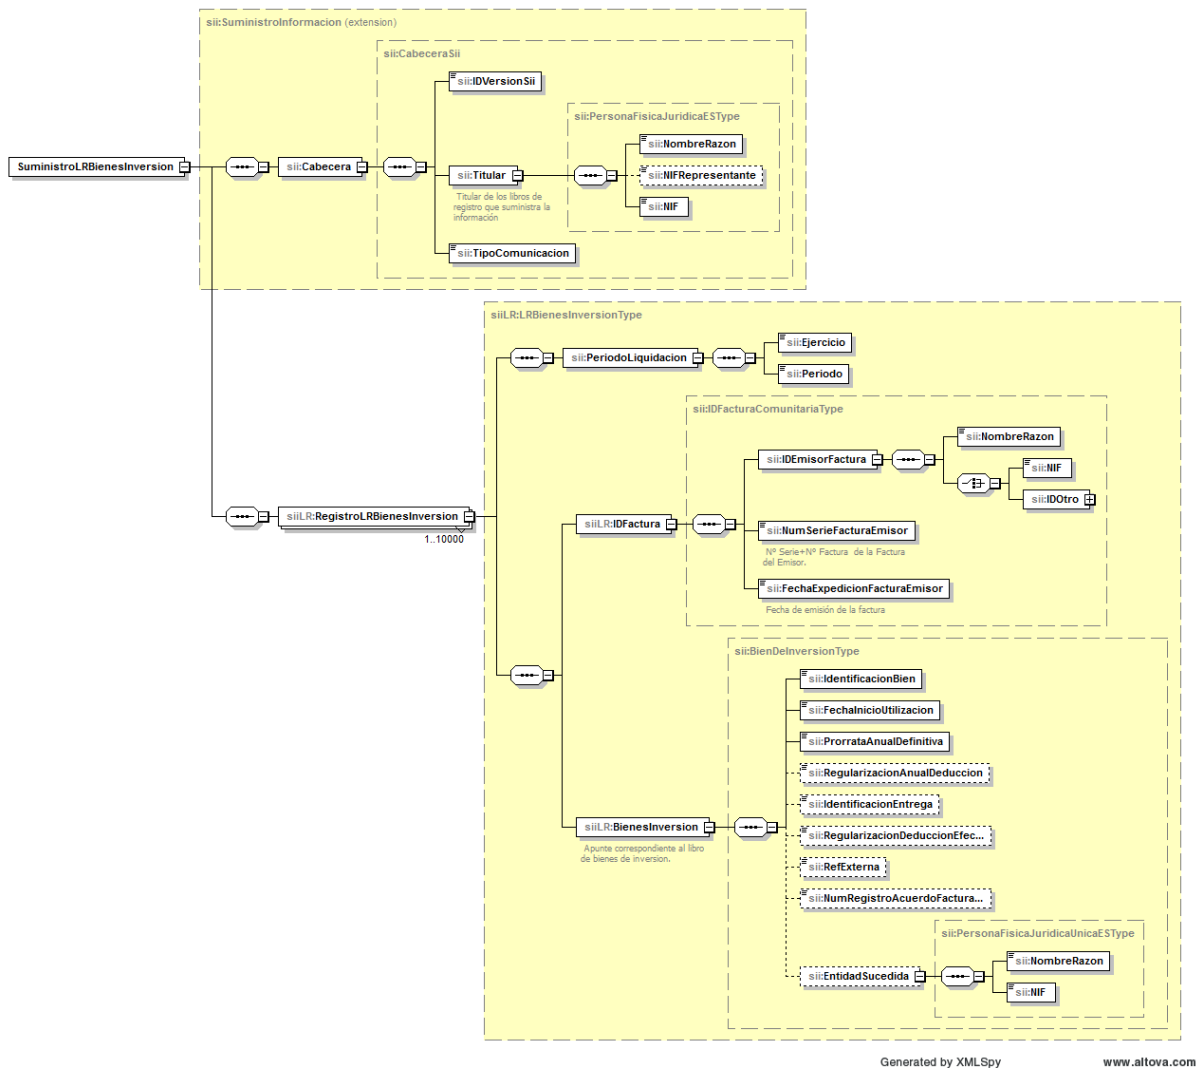 sii:SuministroInformacion (extension)
sii:CabeceraSii
sii:IDVersionSii
sii:PersonaFisicaJuridicaESType
sii:NombreRazon
SuministroLRBienesInversion
sii:Cabecera
sii:Titular
sii:NIFRepresentante
Titular de los libros de
registro que suministra la
información
sii:NIF
sii:TipoComunicacion
siiLR:LRBienesInversionType
sii:PeriodoLiquidacion
sii:Ejercicio
sii:Periodo
sii:IDFacturaComunitariaType
sii:IDEmisorFactura
sii:NombreRazon
sii:NIF
sii:IDOtro
siiLR:RegistroLRBienesInversion
1..10000
siiLR:IDFactura
sii:NumSerieFacturaEmisor
Nº Serie+Nº Factura de la Factura
del Emisor.
sii:FechaExpedicionFacturaEmisor
Fecha de emisión de la factura
sii:BienDeInversionType
sii:IdentificacionBien
sii:FechaInicioUtilizacion
sii:ProrrataAnualDefinitiva
sii:RegularizacionAnualDeduccion
sii:IdentificacionEntrega
siiLR:BienesInversion
Apunte correspondiente al libro
de bienes de inversion.
sii:RegularizacionDeduccionEfec...
sii:RefExterna
sii:NumRegistroAcuerdoFactura...
sii:PersonaFisicaJuridicaUnicaESType
sii:EntidadSucedida
sii:NombreRazon
sii:NIF
Generated by XMLSpy
www.altova.com